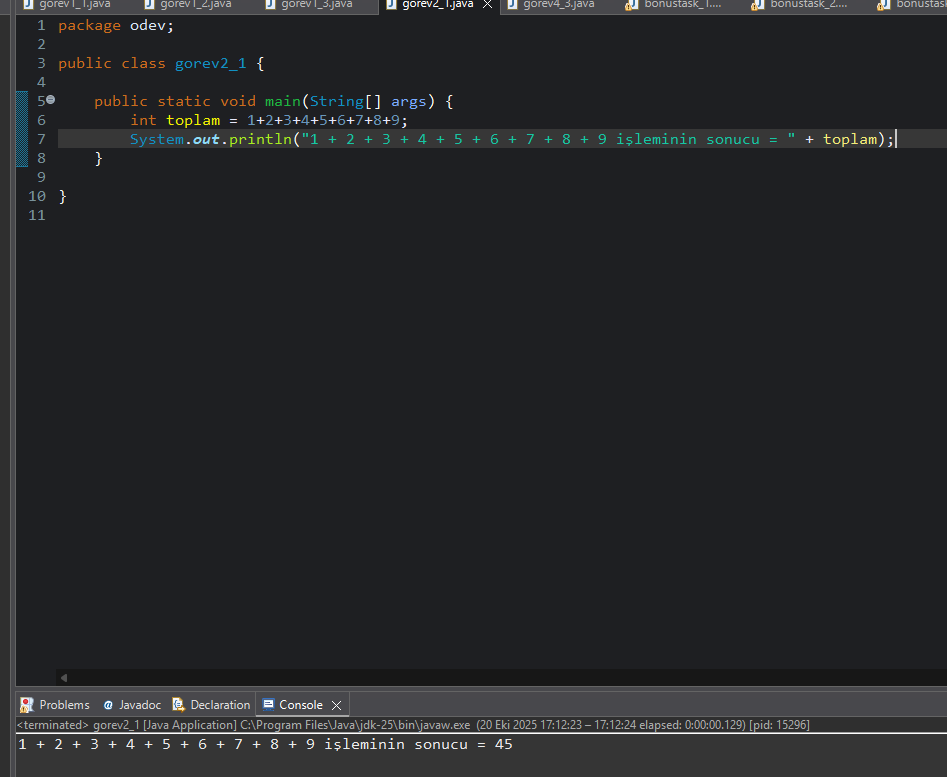 gorev1_1.java gorev1_2.java gorev1_3.java gorev2_1.java gorev4_3.java bonustask_1.... bonustask_2.... bonustask
1 package odev;
2
3 public class gorev2_1 {
4
5 public static void main(String[] args) {
6 int toplam = 1+2+3+4+5+6+7+8+9;
7 System.out.println("1 + 2 + 3 + 4 + 5 + 6 + 7 + 8 + 9 işleminin sonucu = " + toplam);
8 }
9
10 }
11
Problems Javadoc Declaration Console
<terminated> gorev2_1 [Java Application] C:\Program Files\Java\jdk-25\bin\javaw.exe (20 Eki 2025 17:12:23 – 17:12:24 elapsed: 0:00:00.129) [pid: 15296]
1 + 2 + 3 + 4 + 5 + 6 + 7 + 8 + 9 işleminin sonucu = 45